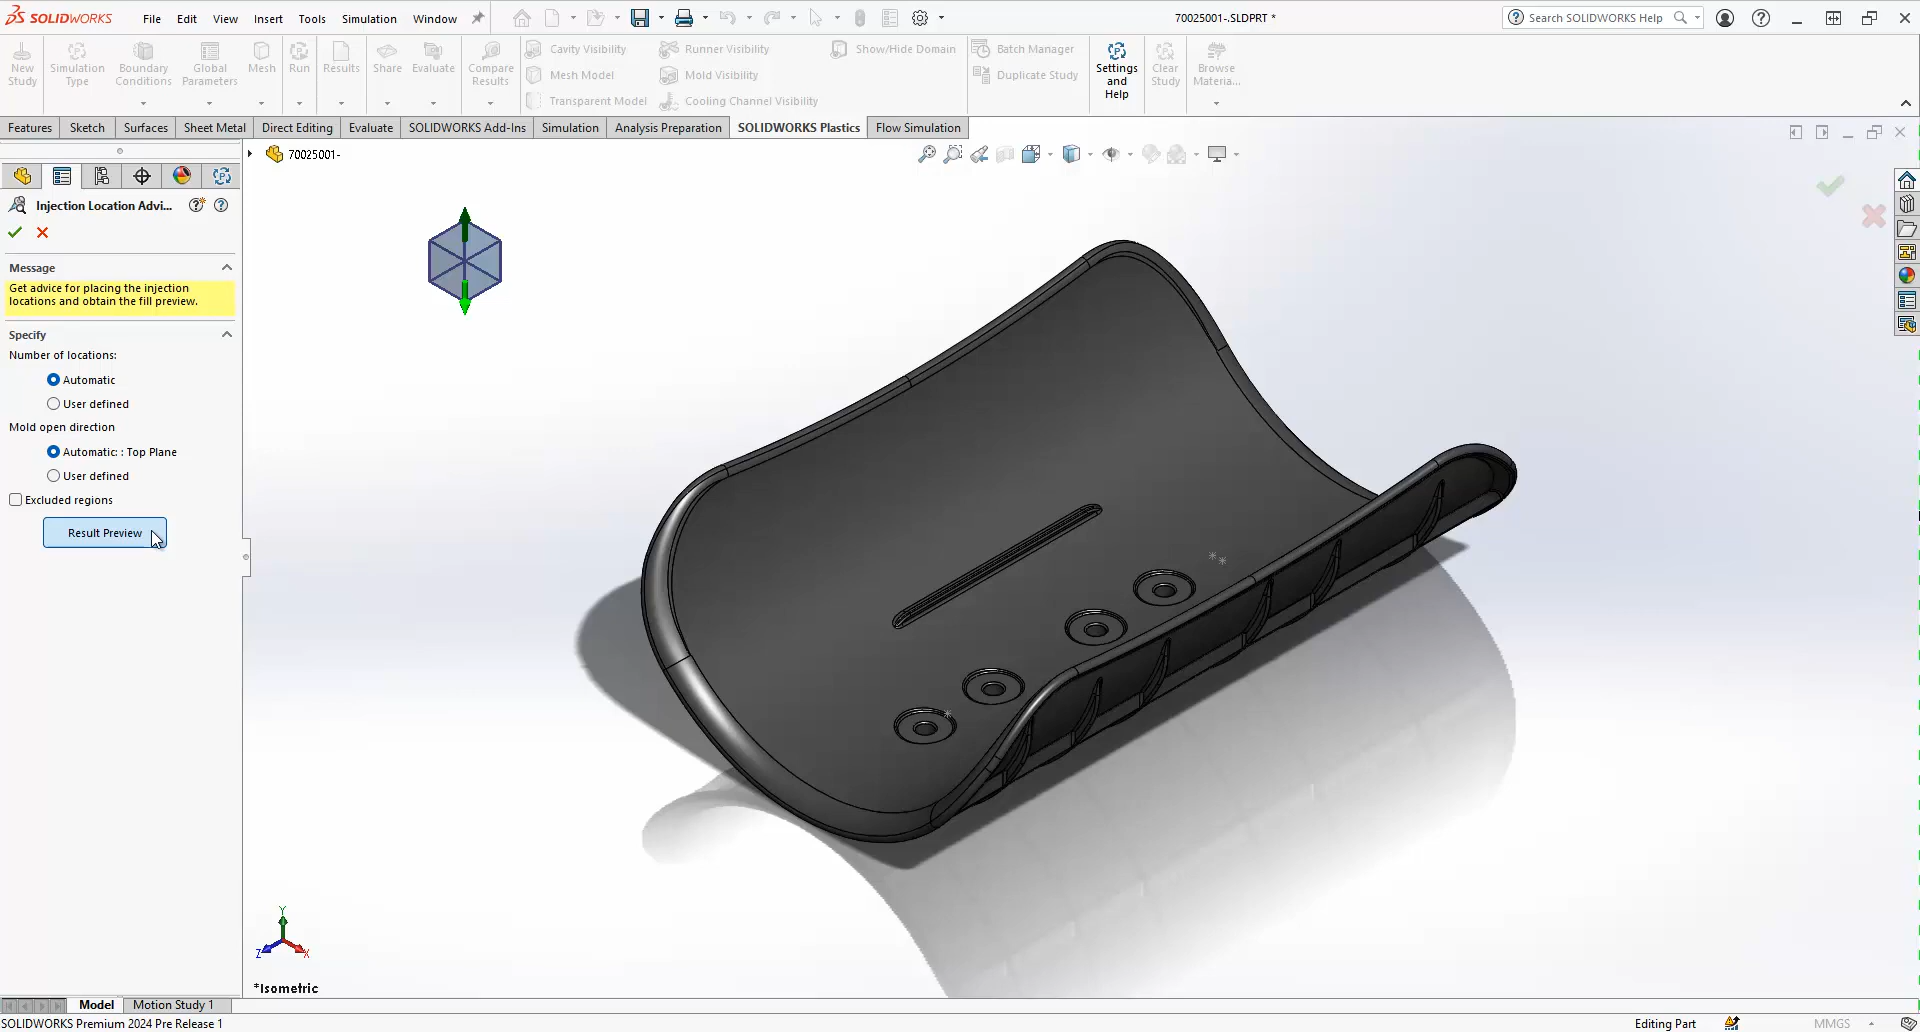 SOLIDWORKS File Edit View Insert Tools Simulation Window 70025001-.SLDPRT * Search SOLIDWORKS Help
New Study
Simulation Type
Boundary Conditions
Global Parameters
Mesh
Run
Results
Share
Evaluate
Compare Results
Cavity Visibility
Mesh Model
Transparent Model
Runner Visibility
Mold Visibility
Cooling Channel Visibility
Show/Hide Domain
Batch Manager
Duplicate Study
Settings and Help
Clear Study
Browse Materia...
Features Sketch Surfaces Sheet Metal Direct Editing Evaluate SOLIDWORKS Add-Ins Simulation Analysis Preparation SOLIDWORKS Plastics Flow Simulation
70025001-
Injection Location Advi...
Message
Get advice for placing the injection
locations and obtain the fill preview.
Specify
Number of locations:
Automatic
User defined
Mold open direction
Automatic: : Top Plane
User defined
Excluded regions
Result Preview
Y
Z X
*Isometric
Model Motion Study 1
SOLIDWORKS Premium 2024 Pre Release 1 Editing Part MMGS